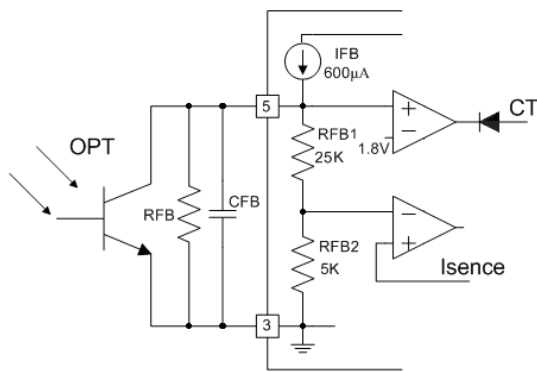 IFB
600µA
5
CT
OPT
RFB1
1.8V
25K
RFB
CFB
RFB2
5K
Isence
3